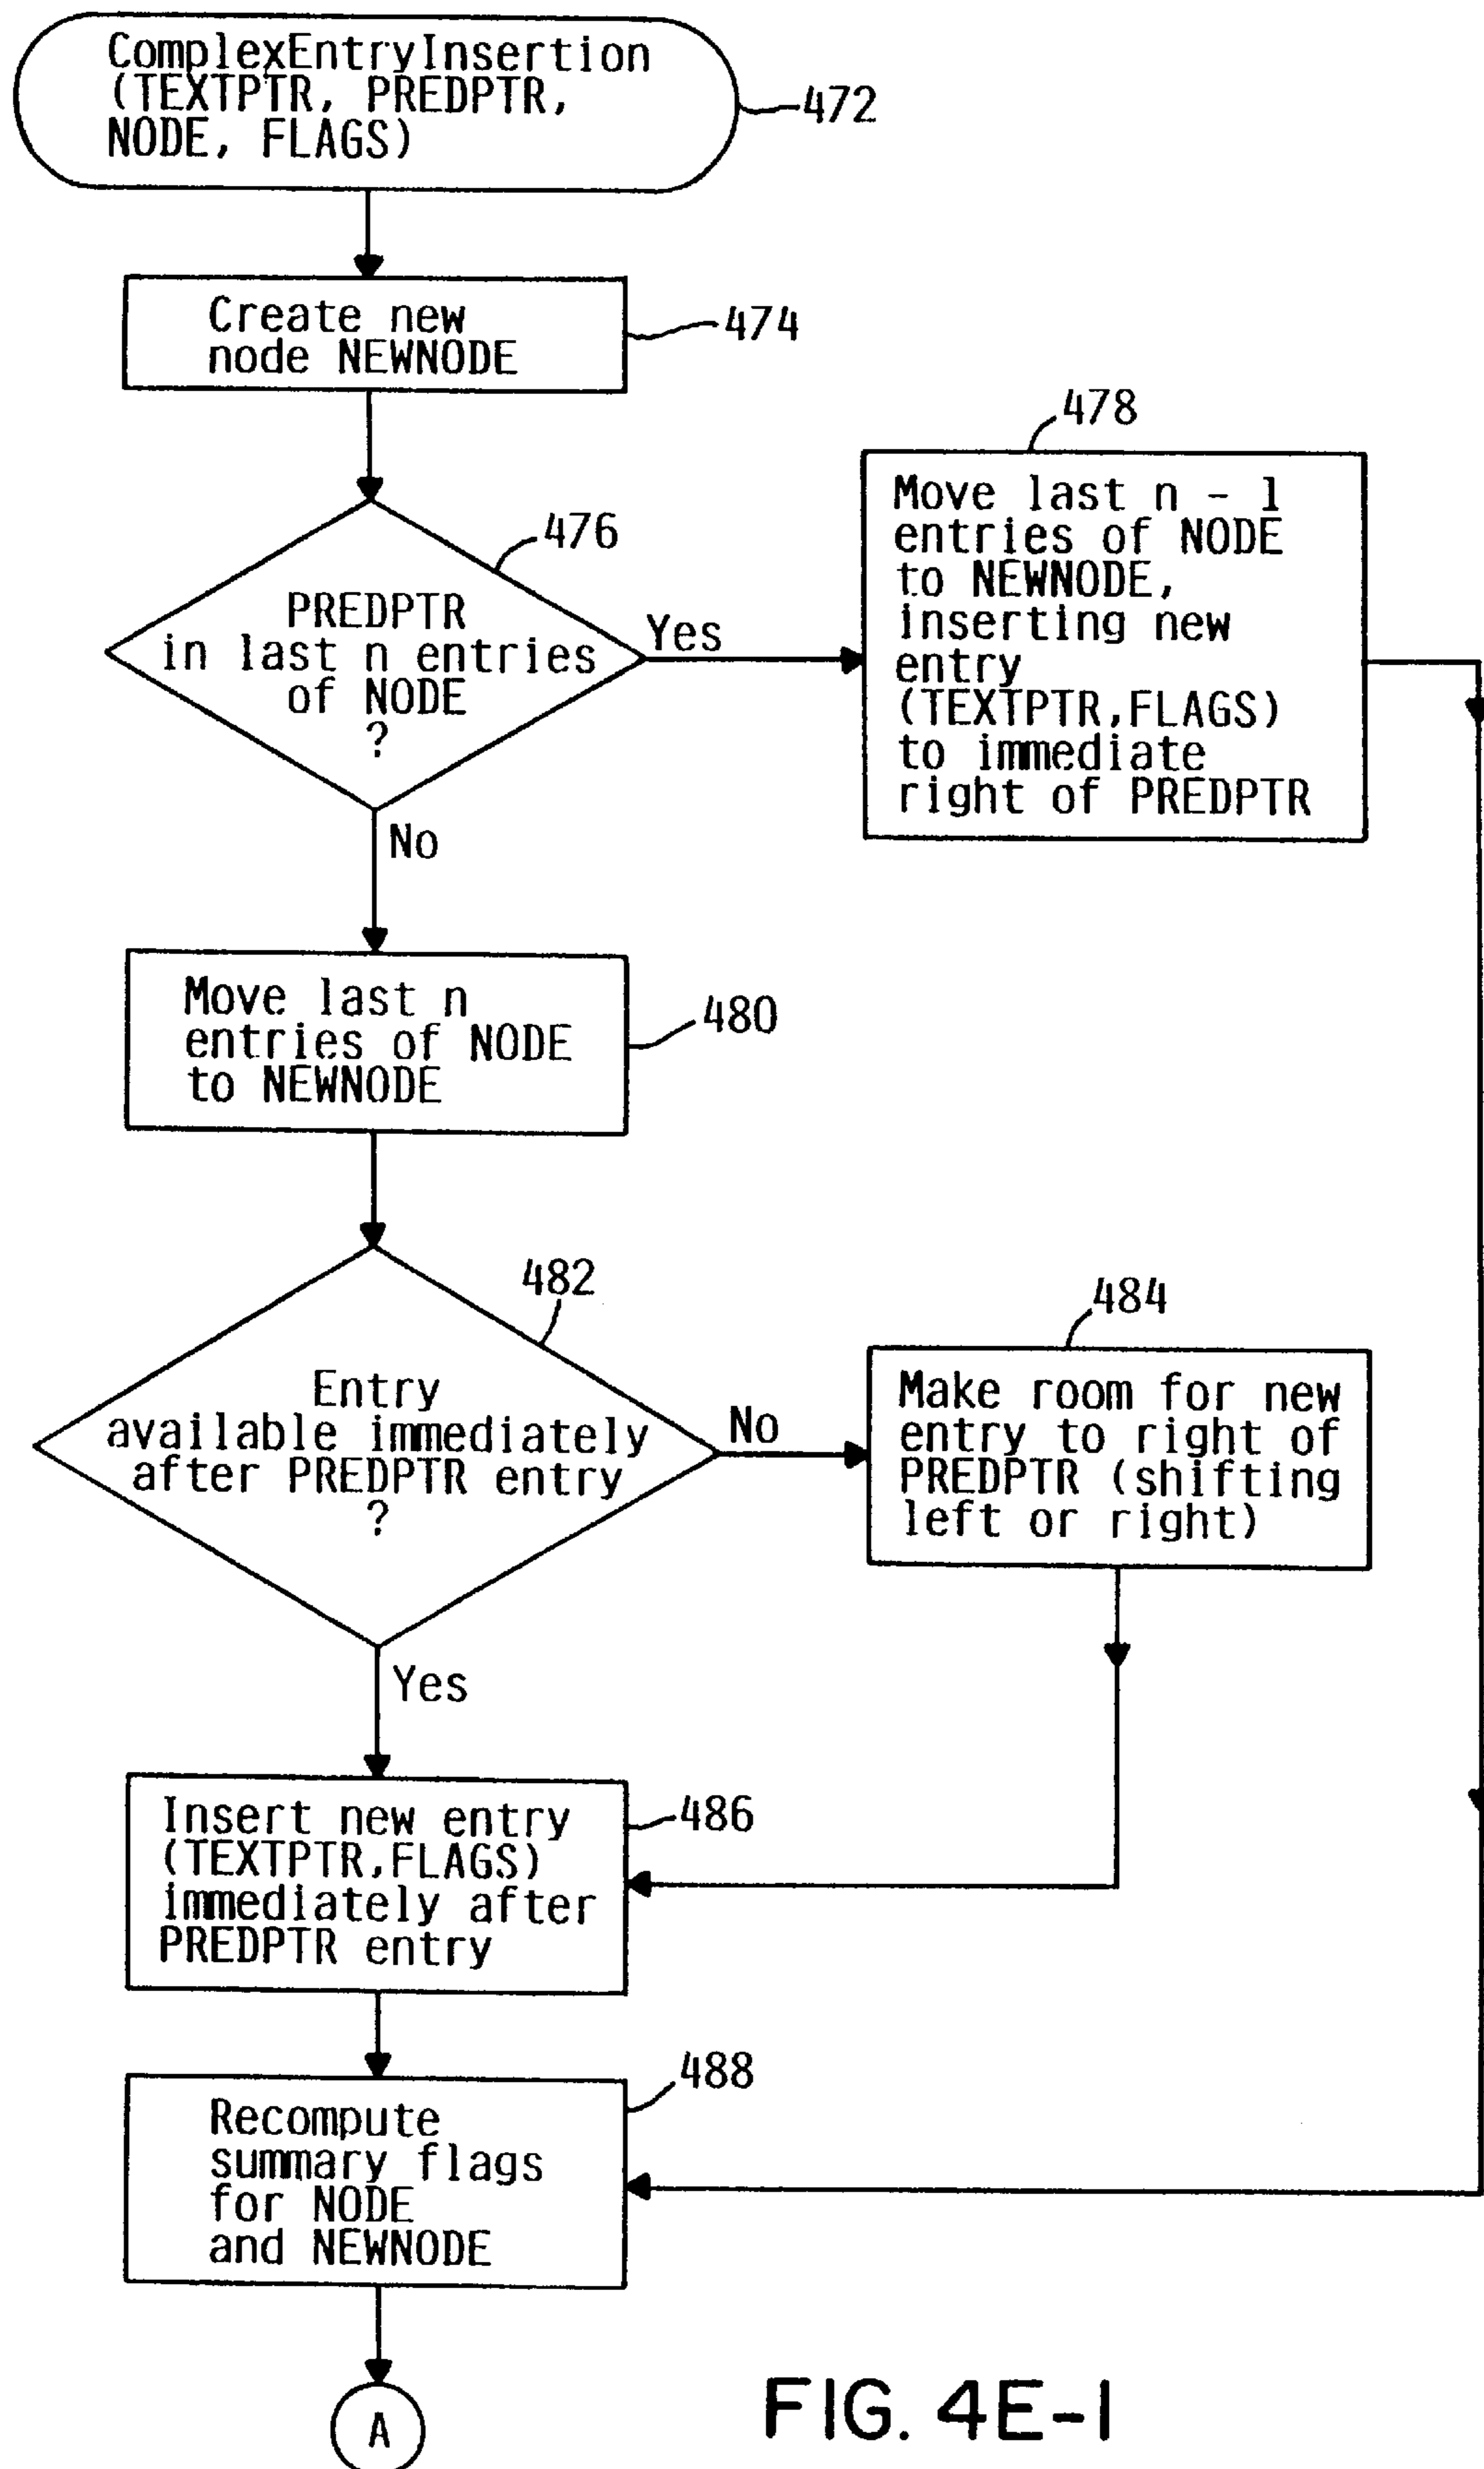 ComplexEntryInsertion
(TEXTPTR, PREDPTR,
NODE, FLAGS)
472
Create new
node NEWNODE
474
476
PREDPTR
in last n entries
of NODE
?
Yes
No
478
Move last n - 1
entries of NODE
to NEWNODE,
inserting new
entry
(TEXTPTR,FLAGS)
to immediate
right of PREDPTR
Move last n
entries of NODE
to NEWNODE
480
482
Entry
available immediately
after PREDPTR entry
?
No
Yes
484
Make room for new
entry to right of
PREDPTR (shifting
left or right)
Insert new entry
(TEXTPTR,FLAGS)
immediately after
PREDPTR entry
486
488
Recompute
summary flags
for NODE
and NEWNODE
A
FIG. 4E-1